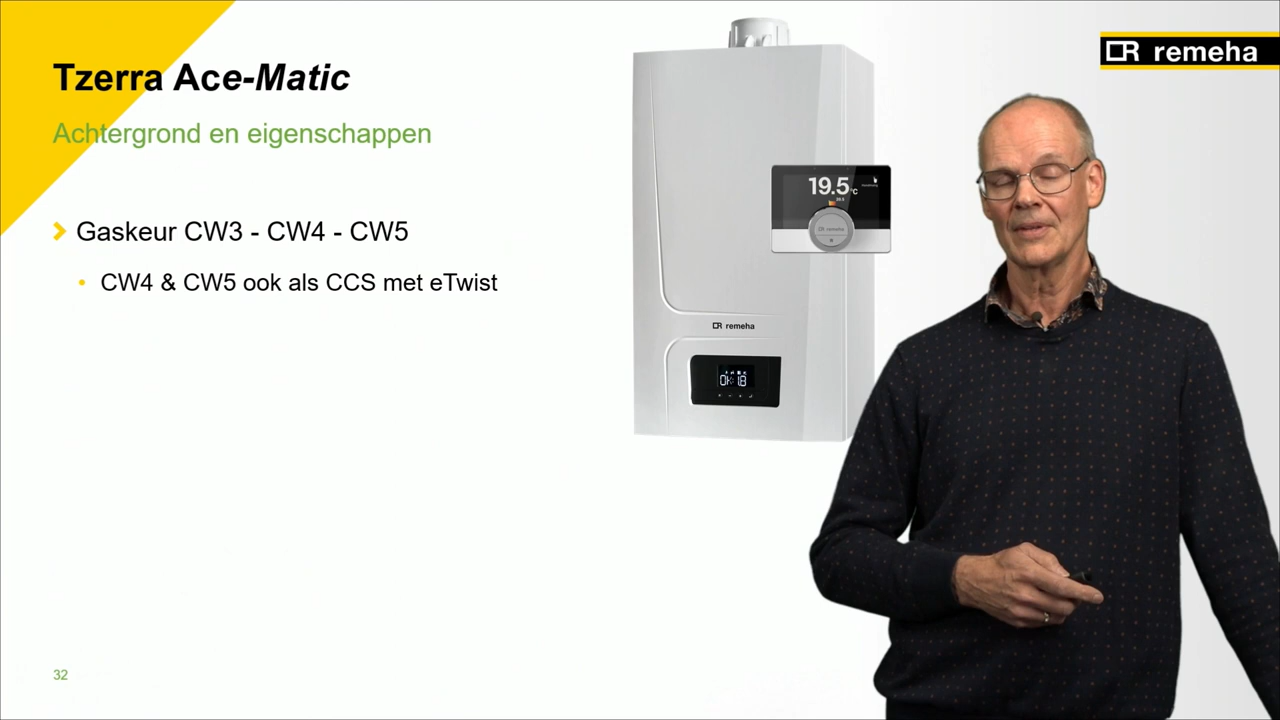 Tzerra Ace-Matic
Achtergrond en eigenschappen
Gaskeur CW3 - CW4 - CW5
CW4 & CW5 ook als CCS met eTwist
remeha
19.5°C
remeha
remeha
32